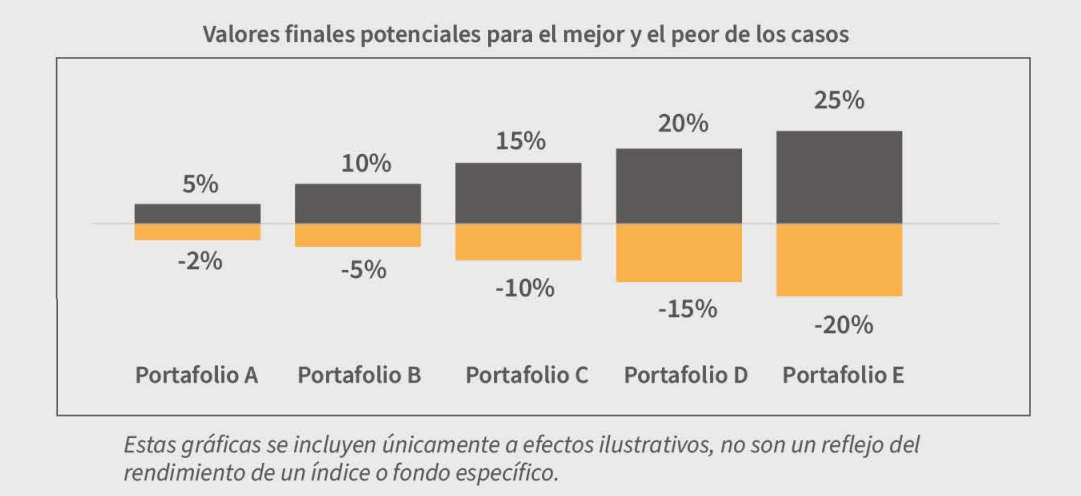 Valores finales potenciales para el mejor y el peor de los casos
5%
10%
15%
20%
25%
-2%
-5%
-10%
-15%
-20%
Portafolio A
Portafolio B
Portafolio C
Portafolio D
Portafolio E
Estas gráficas se incluyen únicamente a efectos ilustrativos, no son un reflejo del
rendimiento de un índice o fondo específico.